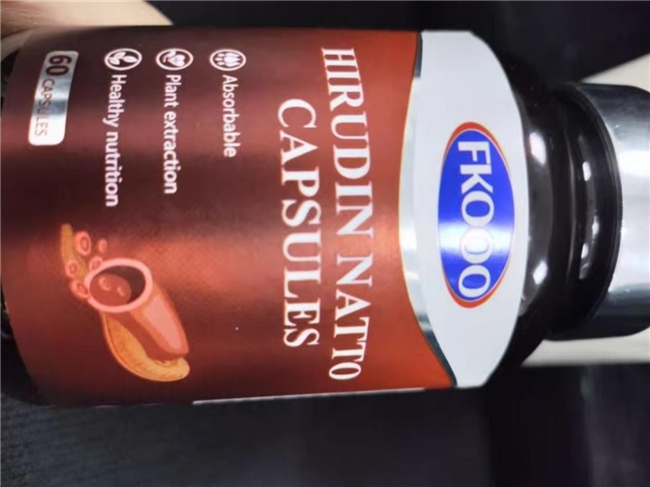 FKOOO
HIRUDIN NATTO
CAPSULES
Absorbable
Plant extraction
Healthy nutrition
60 CAPSULES